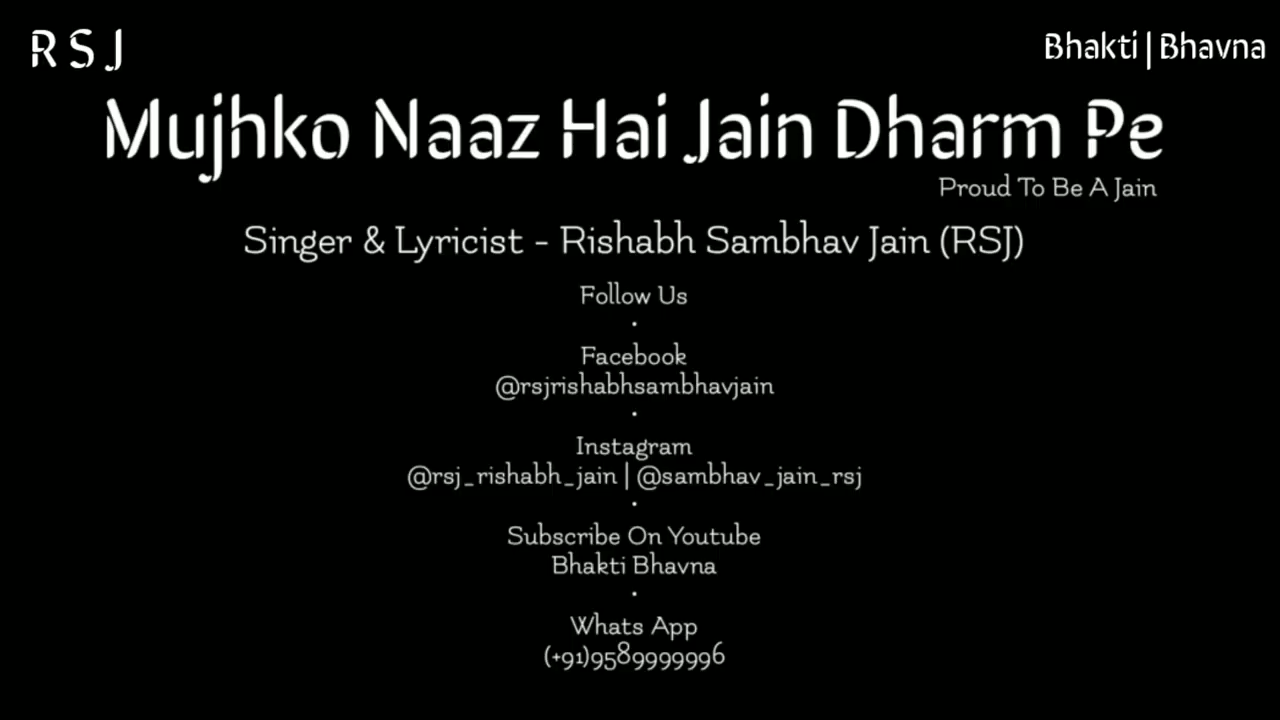 R S J
Bhakti | Bhavna
Mujhko Naaz Hai Jain Dharm Pe
Proud To Be A Jain
Singer & Lyricist - Rishabh Sambhav Jain (RSJ)
Follow Us
•
Facebook
@rsjrishabhsambhavjain
•
Instagram
@rsj_rishabh_jain | @sambhav_jain_rsj
•
Subscribe On Youtube
Bhakti Bhavna
•
Whats App
(+91)9589999996